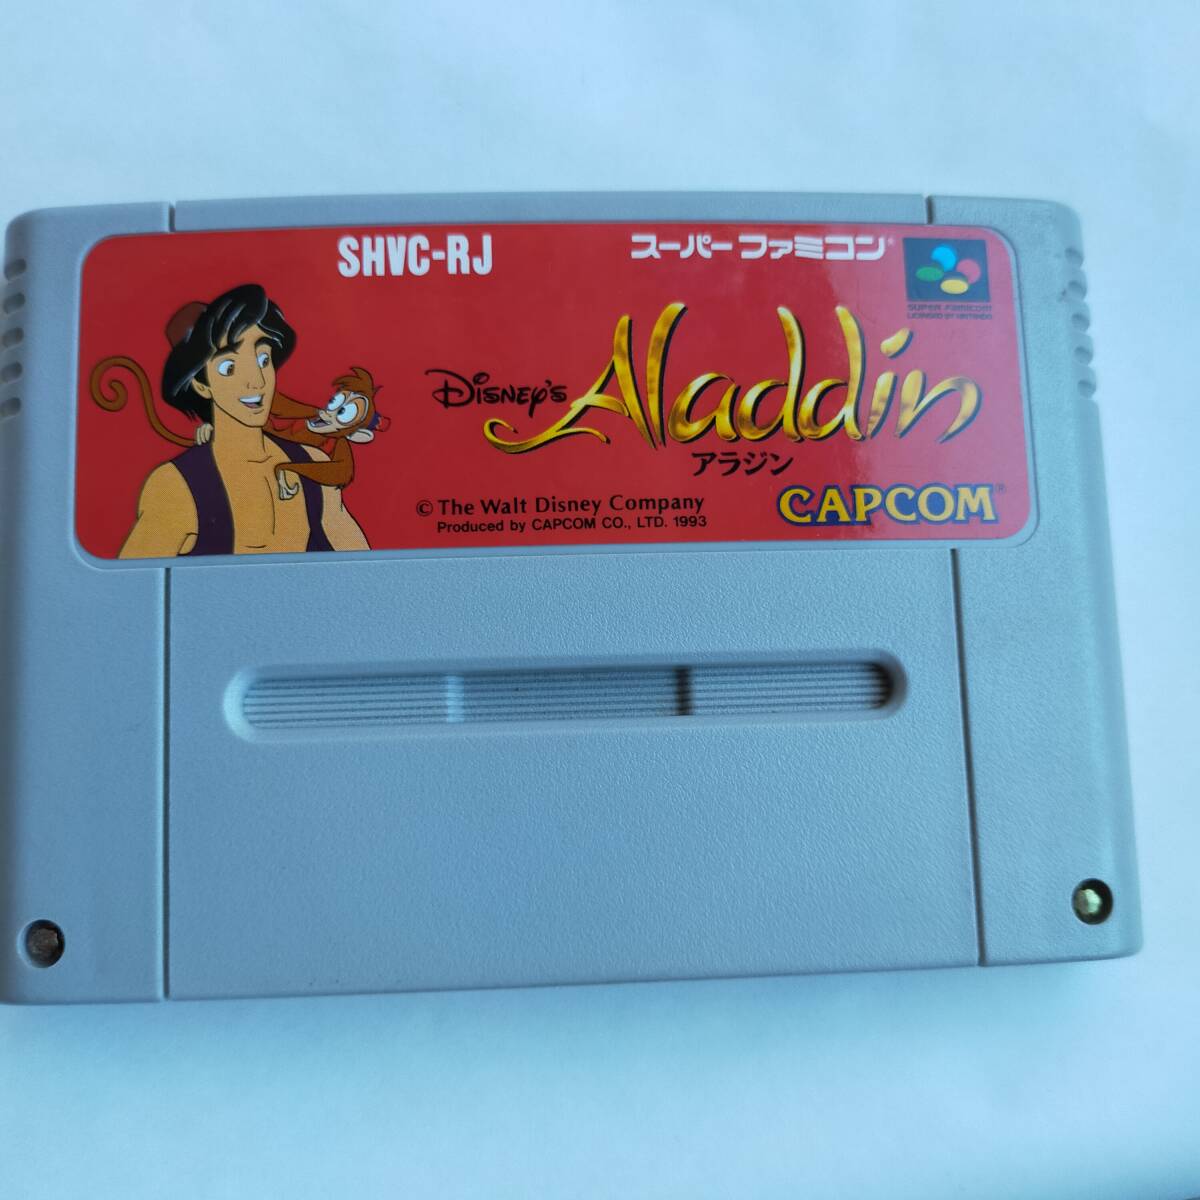 SHVC-RJ
スーパーファミコン®
SUPER FAMICOM
LICENSED BY NINTENDO
Disney's Aladdin
アラジン
© The Walt Disney Company
Produced by CAPCOM CO., LTD. 1993
CAPCOM®